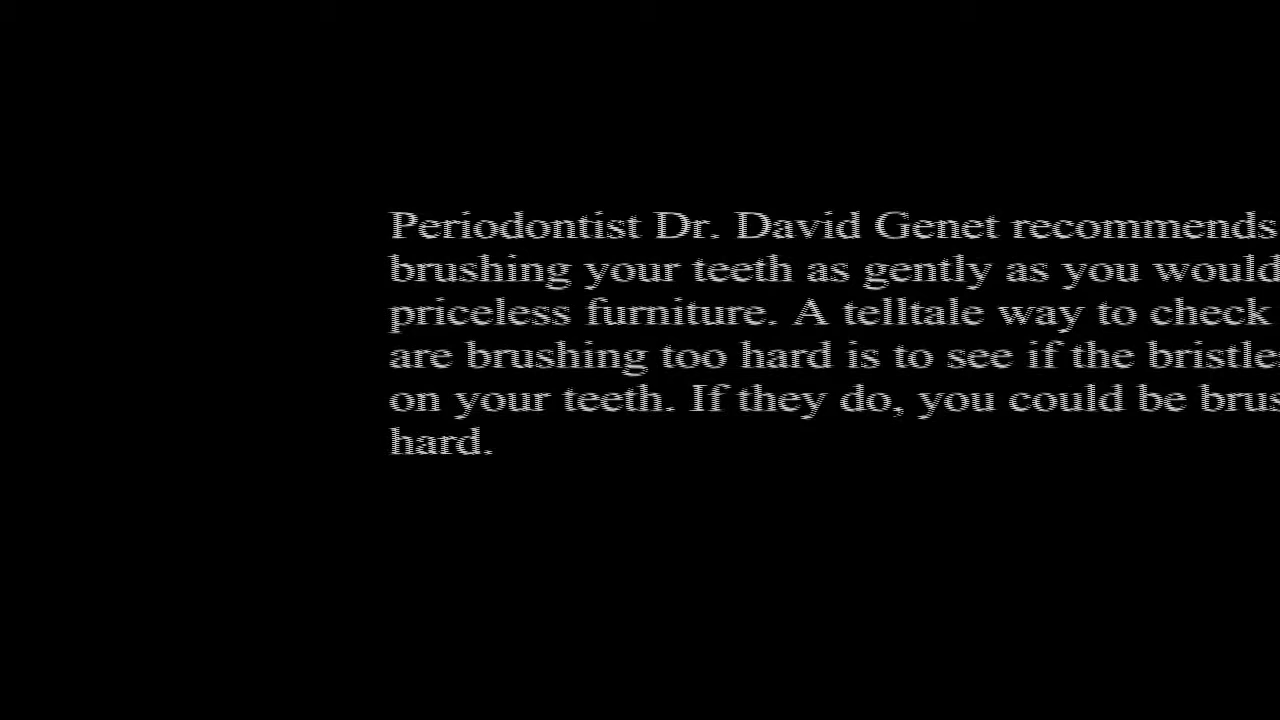 Periodontist Dr. David Genet recommends
brushing your teeth as gently as you would
priceless furniture. A telltale way to check
are brushing too hard is to see if the bristle
on your teeth. If they do, you could be brus
hard.